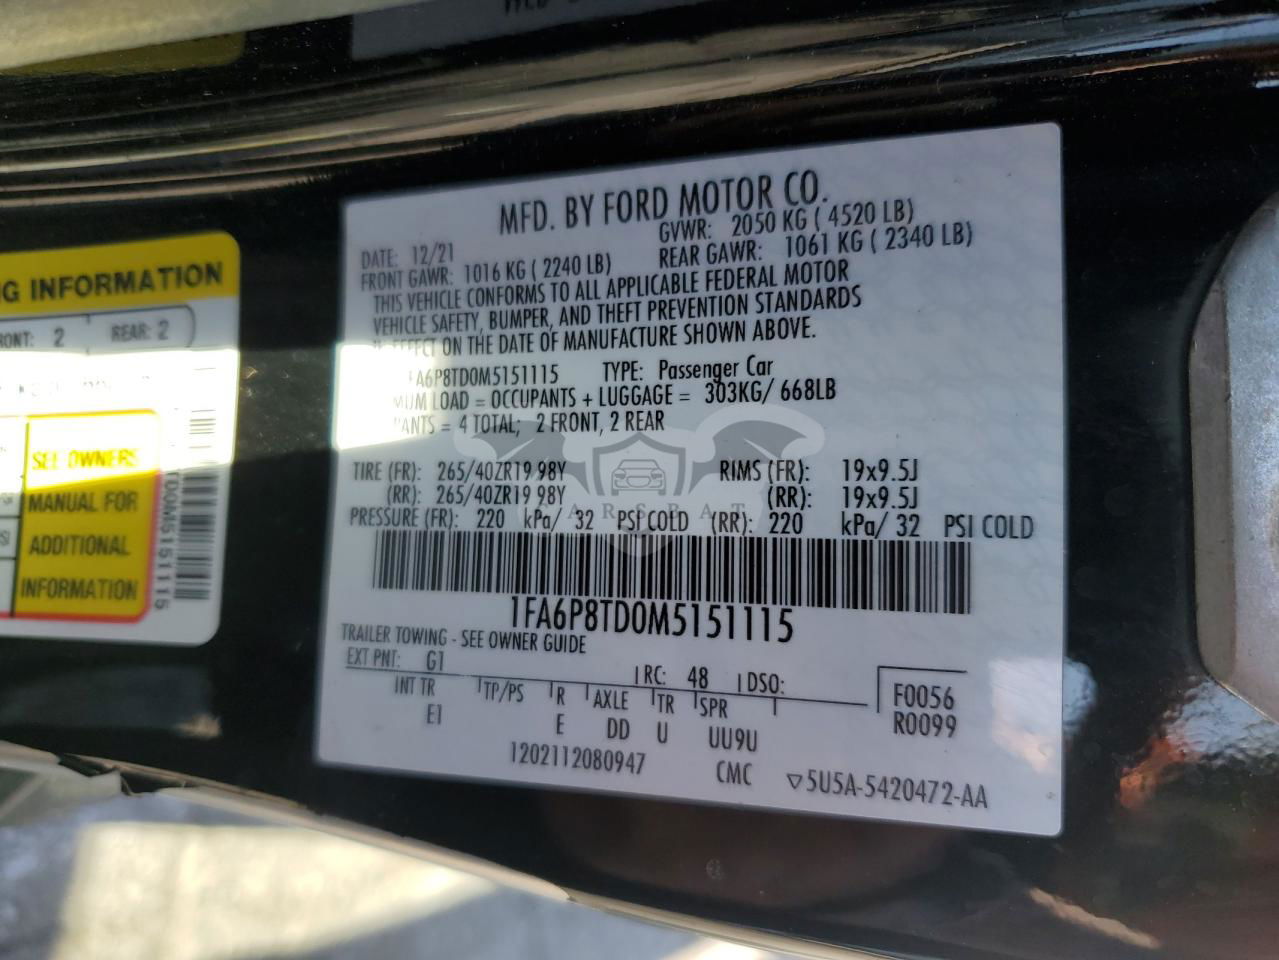 MFD. BY FORD MOTOR CO.
DATE: 12/21 GVWR: 2050 KG ( 4520 LB)
FRONT GAWR: 1016 KG ( 2240 LB) REAR GAWR: 1061 KG ( 2340 LB)
THIS VEHICLE CONFORMS TO ALL APPLICABLE FEDERAL MOTOR
VEHICLE SAFETY, BUMPER, AND THEFT PREVENTION STANDARDS
EFFECT ON THE DATE OF MANUFACTURE SHOWN ABOVE.
FA6P8TD0M5151115 TYPE: Passenger Car
MUM LOAD = OCCUPANTS + LUGGAGE = 303KG/ 668LB
ANTS = 4 TOTAL; 2 FRONT, 2 REAR
TIRE (FR): 265/40ZR19 98Y RIMS (FR): 19x9.5J
(RR): 265/40ZR19 98Y (RR): 19x9.5J
PRESSURE (FR): 220 kPa/ 32 PSI COLD (RR): 220 kPa/ 32 PSI COLD
1FA6P8TD0M5151115
TRAILER TOWING - SEE OWNER GUIDE
EXT PNT: G1 RC: 48 DSO:
INT TR TP/PS R AXLE TR SPR F0056
E1 E DD U UU9U R0099
1202112080947 CMC ▽5U5A-5420472-AA
NG INFORMATION
RONT: 2 REAR: 2
SEE OWNERS
MANUAL FOR
ADDITIONAL
INFORMATION
TD0M5151115
CARSBAT